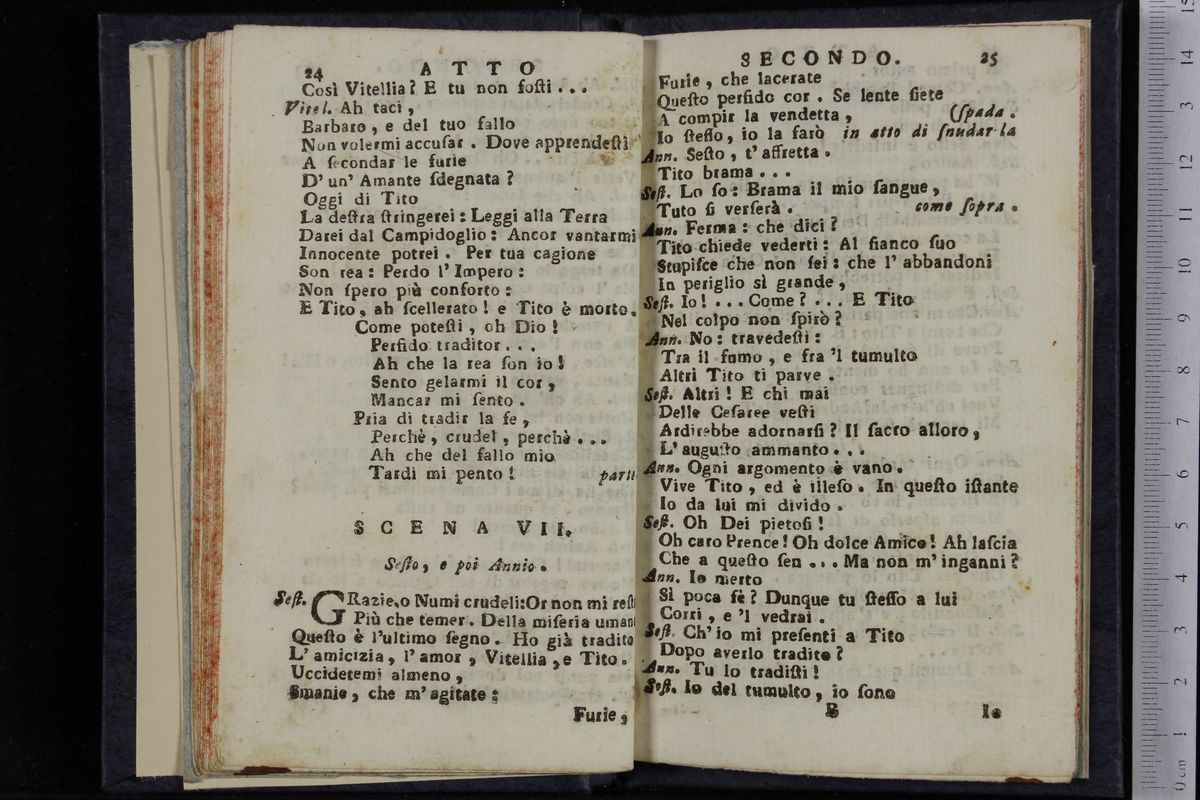 24 ATTO
Così Vitellia? E tu non foſti...
Vitel. Ah taci,
Barbaro, e del tuo fallo
Non volermi accuſar. Dove apprendeſti
A ſecondar le furie
D' un' Amante ſdegnata?
Oggi di Tito
La deſtra ſtringerei: Leggi alla Terra
Darei dal Campidoglio: Ancor vantarmi
Innocente potrei. Per tua cagione
Son rea: Perdo l' Impero:
Non ſpero più conforto:
E Tito, ah ſcellerato! e Tito è morto.
Come poteſti, oh Dio!
Perfido traditor...
Ah che la rea ſon io!
Sento gelarmi il cor,
Mancar mi ſento.
Pria di tradir la fe,
Perchè, crudel, perchè...
Ah che del fallo mio
Tardi mi pento! parte
SCENA VII.
Seſto, e poi Annio.
Seſt. GRazie, o Numi crudeli: Or non mi reſta
Più che temer. Della miſeria umana
Queſto è l'ultimo ſegno. Ho già tradito
L' amicizia, l' amor, Vitellia, e Tito.
Uccidetemi almeno,
Smanie, che m' agitate:
Furie,
SECONDO. 25
Furie, che lacerate
Queſto perfido cor. Se lente ſiete
A compir la vendetta, (ſpada.
Io ſteſſo, io la farò in atto di ſnudar la
Ann. Seſto, t' affretta.
Tito brama...
Seſt. Lo ſo: Brama il mio ſangue,
Tuto ſi verſerà. come ſopra.
Ann. Ferma: che dici?
Tito chiede vederti: Al fianco ſuo
Stupiſce che non ſei: che l' abbandoni
In periglio sì grande,
Seſt. Io!... Come?... E Tito
Nel colpo non ſpirò?
Ann. No: travedeſti:
Tra il fumo, e fra 'l tumulto
Altri Tito ti parve.
Seſt. Altri! E chi mai
Delle Ceſaree veſti
Ardirebbe adornarſi? Il ſacro alloro,
L' auguſto ammanto...
Ann. Ogni argomento è vano.
Vive Tito, ed è illeſo. In queſto iſtante
Io da lui mi divido.
Seſt. Oh Dei pietoſi!
Oh caro Prence! Oh dolce Amico! Ah laſcia
Che a queſto ſen... Ma non m' inganni?
Ann. Io merto
Sì poca fè? Dunque tu ſteſſo a lui
Corri, e 'l vedrai.
Seſt. Ch' io mi preſenti a Tito
Dopo averlo tradito?
Ann. Tu lo tradiſti!
Seſt. Io del tumulto, io ſono
B Io